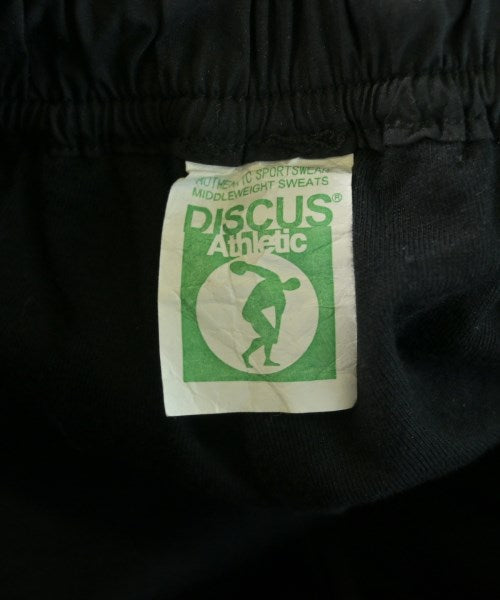 AUTHENTIC SPORTSWEAR
MIDDLEWEIGHT SWEATS
DISCUS®
Athletic